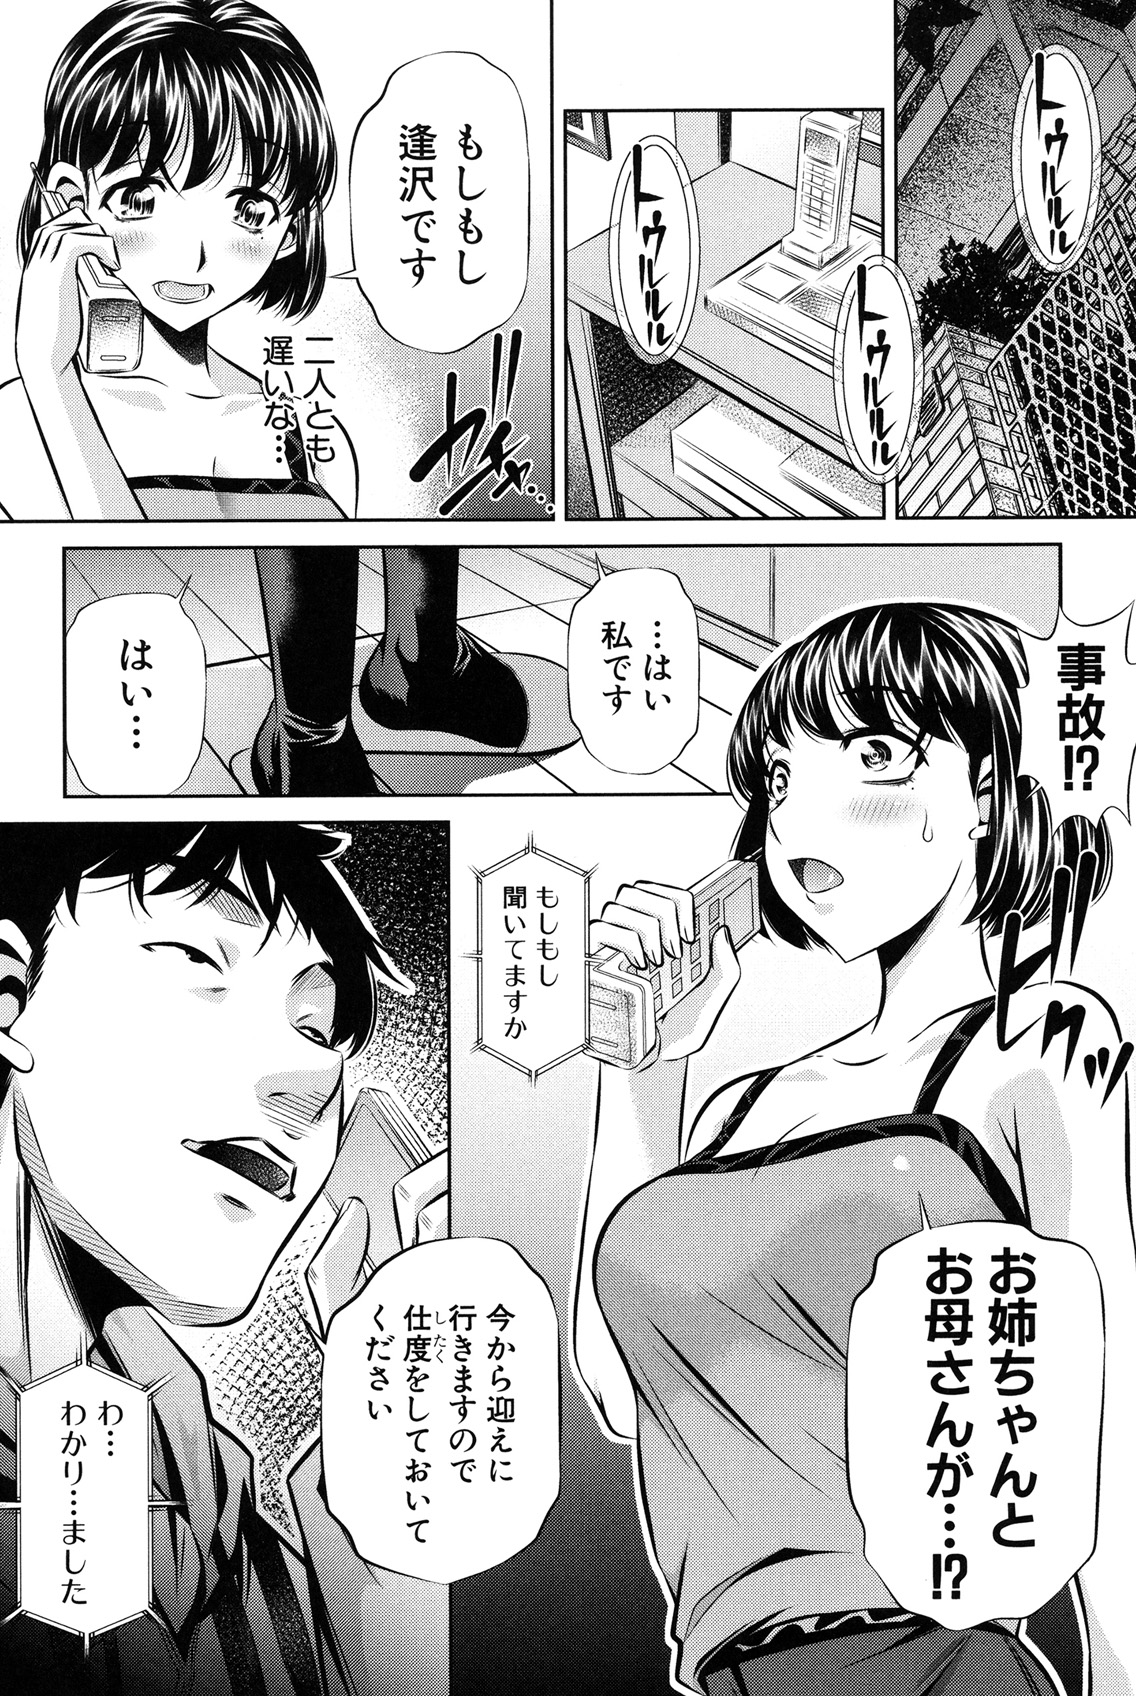 トゥルルル
トゥルルル
トゥルルル
もしもし
逢沢です
二人とも
遅いな…
ガチャ…
…はい
私です
はい…
事故!?
ドクッ
お姉ちゃんと
お母さんが…!?
もしもし
聞いてますか
今から迎えに
行きますので
仕度をしておいて
したく
ください
わ…
わかり…ました